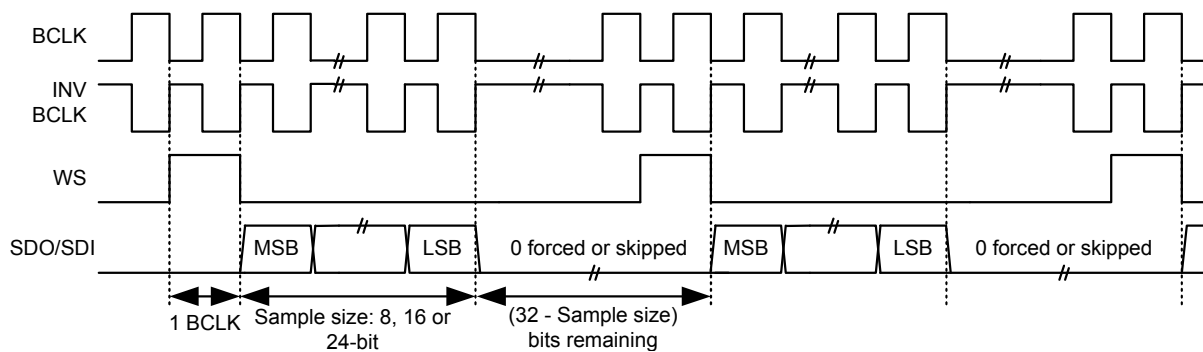 BCLK
INV
BCLK
WS
SDO/SDI
MSB
LSB
0 forced or skipped
MSB
LSB
0 forced or skipped
1 BCLK
Sample size: 8, 16 or
24-bit
(32 - Sample size)
bits remaining